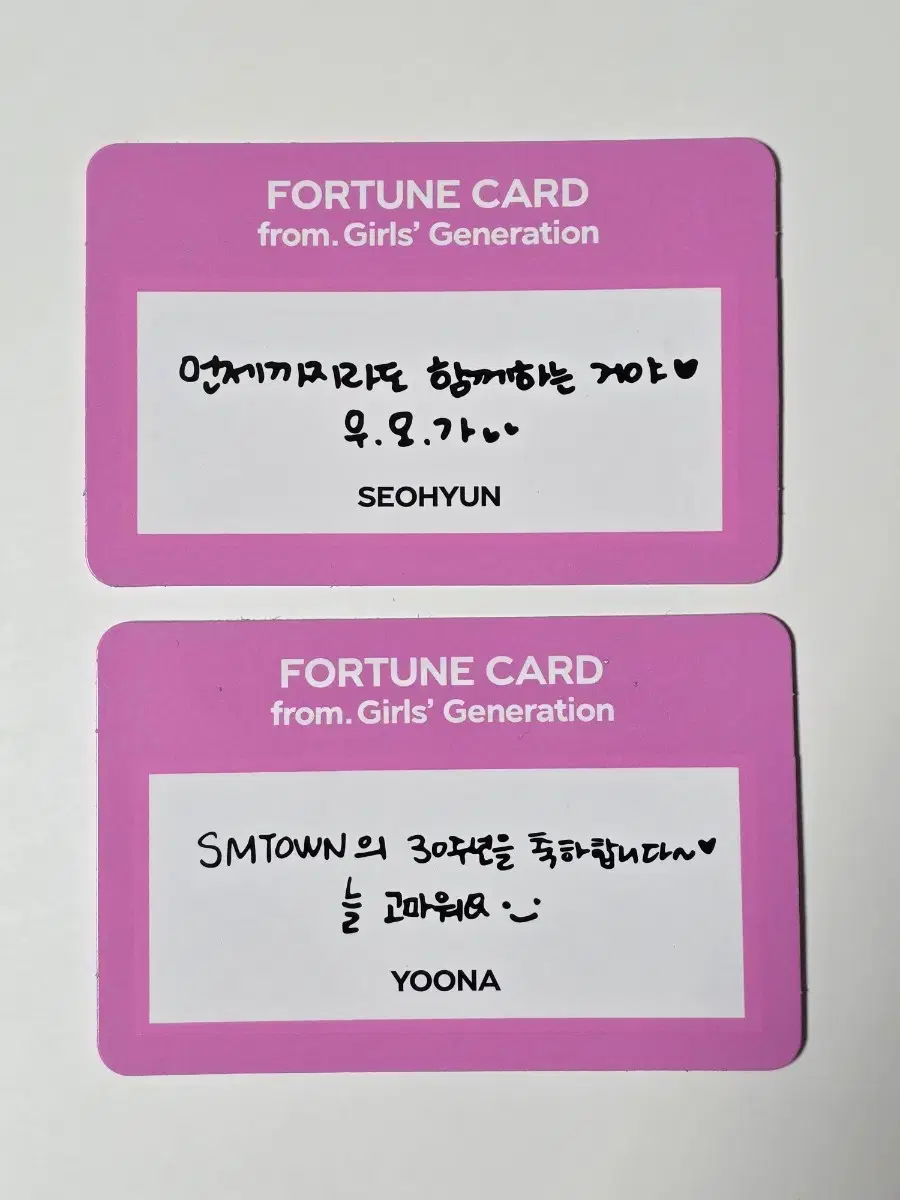 FORTUNE CARD
from. Girls' Generation
언제까지라도 함께하는 거야♥
우.모.가♥♥
SEOHYUN
FORTUNE CARD
from. Girls' Generation
SMTOWN의 30주년을 축하합니다~♥
늘 고마워요 :)
YOONA